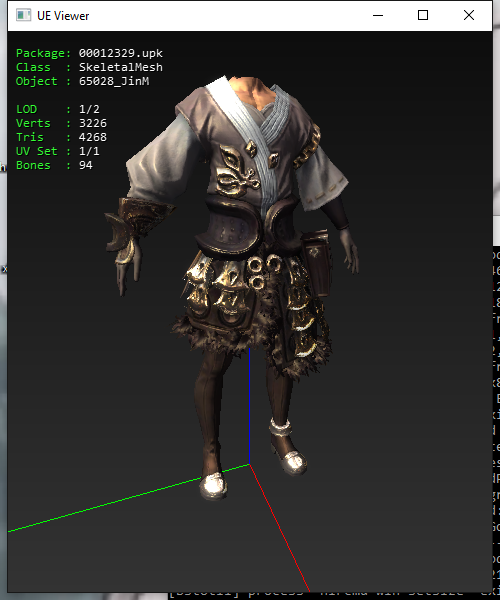 UE Viewer
Package: 00012329.upk
Class : SkeletalMesh
Object : 65028_JinM
LOD : 1/2
Verts : 3226
Tris : 4268
UV Set : 1/1
Bones : 94